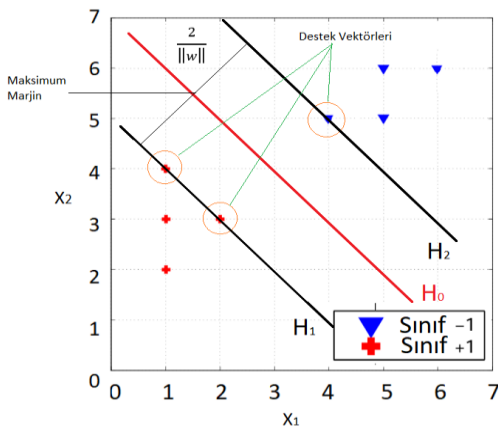 7
6
5
4
3
2
1
0
X2
Maksimum
Marjin
2
||w||
Destek Vektörleri
H2
H0
H1
Sınıf -1
Sınıf +1
0 1 2 3 4 5 6 7
X1